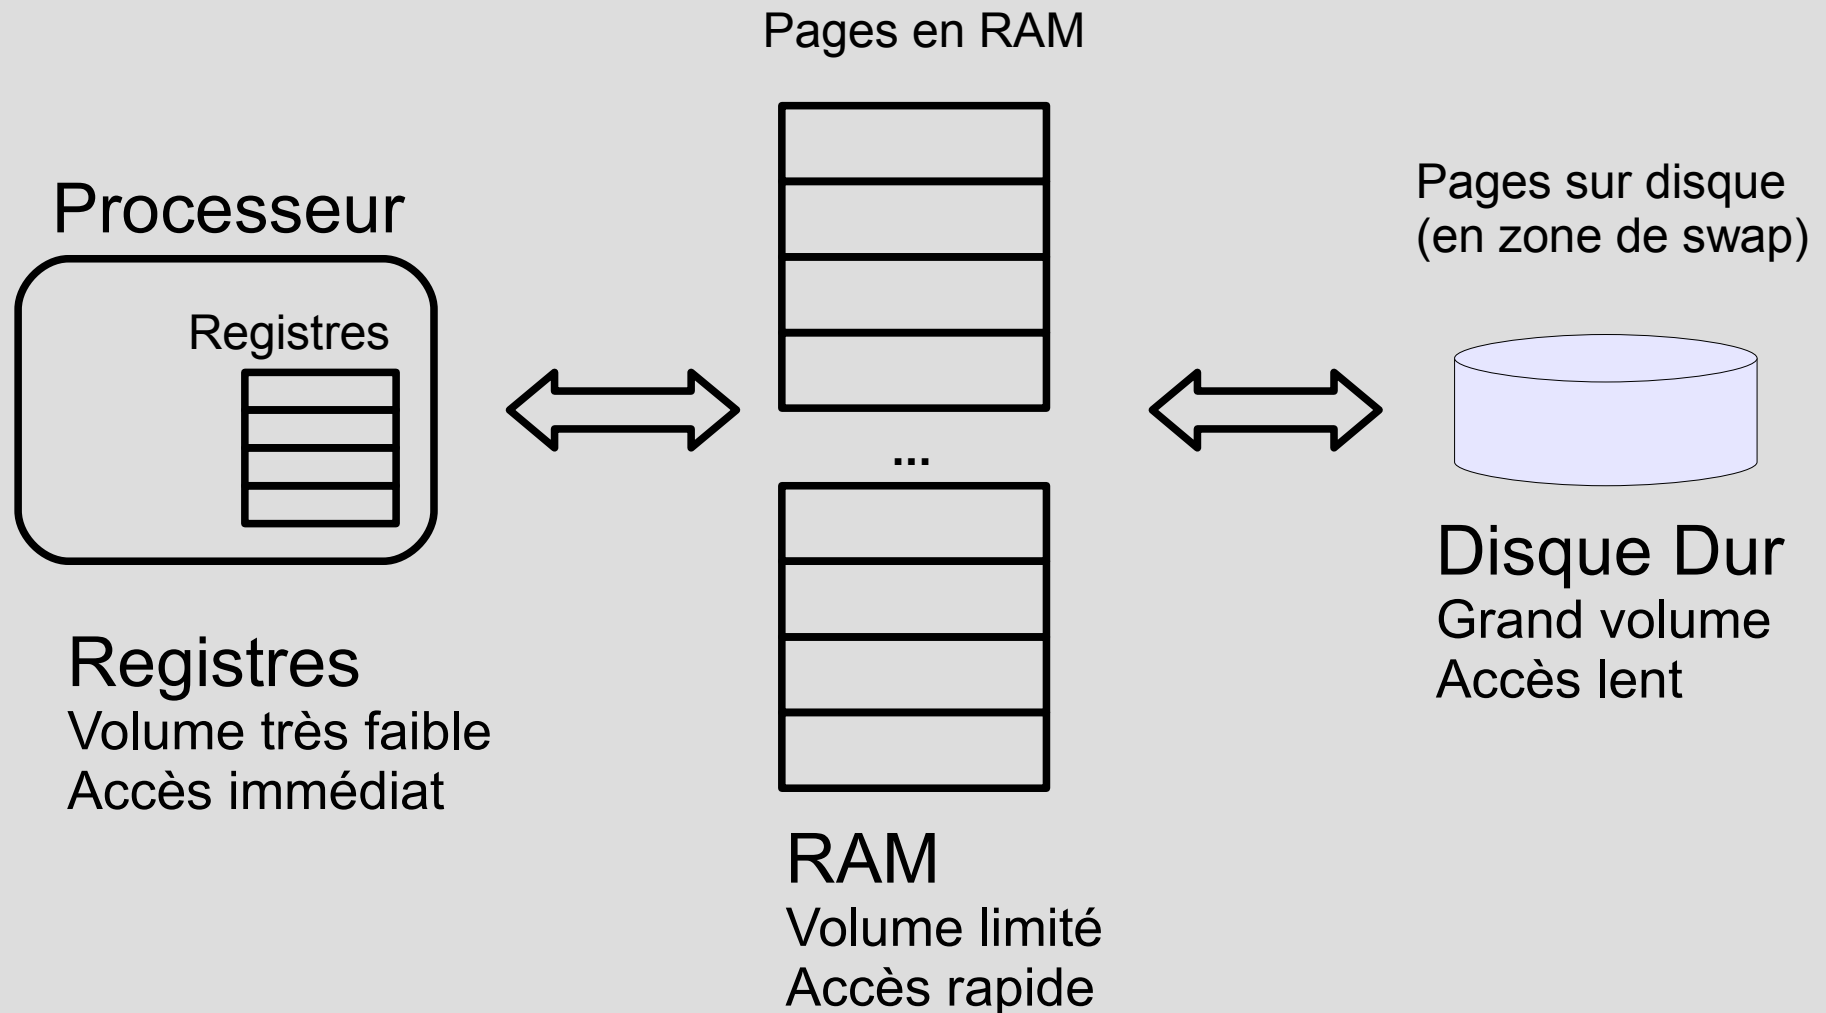 Pages en RAM
Processeur
Registres
Registres
Volume très faible
Accès immédiat
...
RAM
Volume limité
Accès rapide
Pages sur disque
(en zone de swap)
Disque Dur
Grand volume
Accès lent